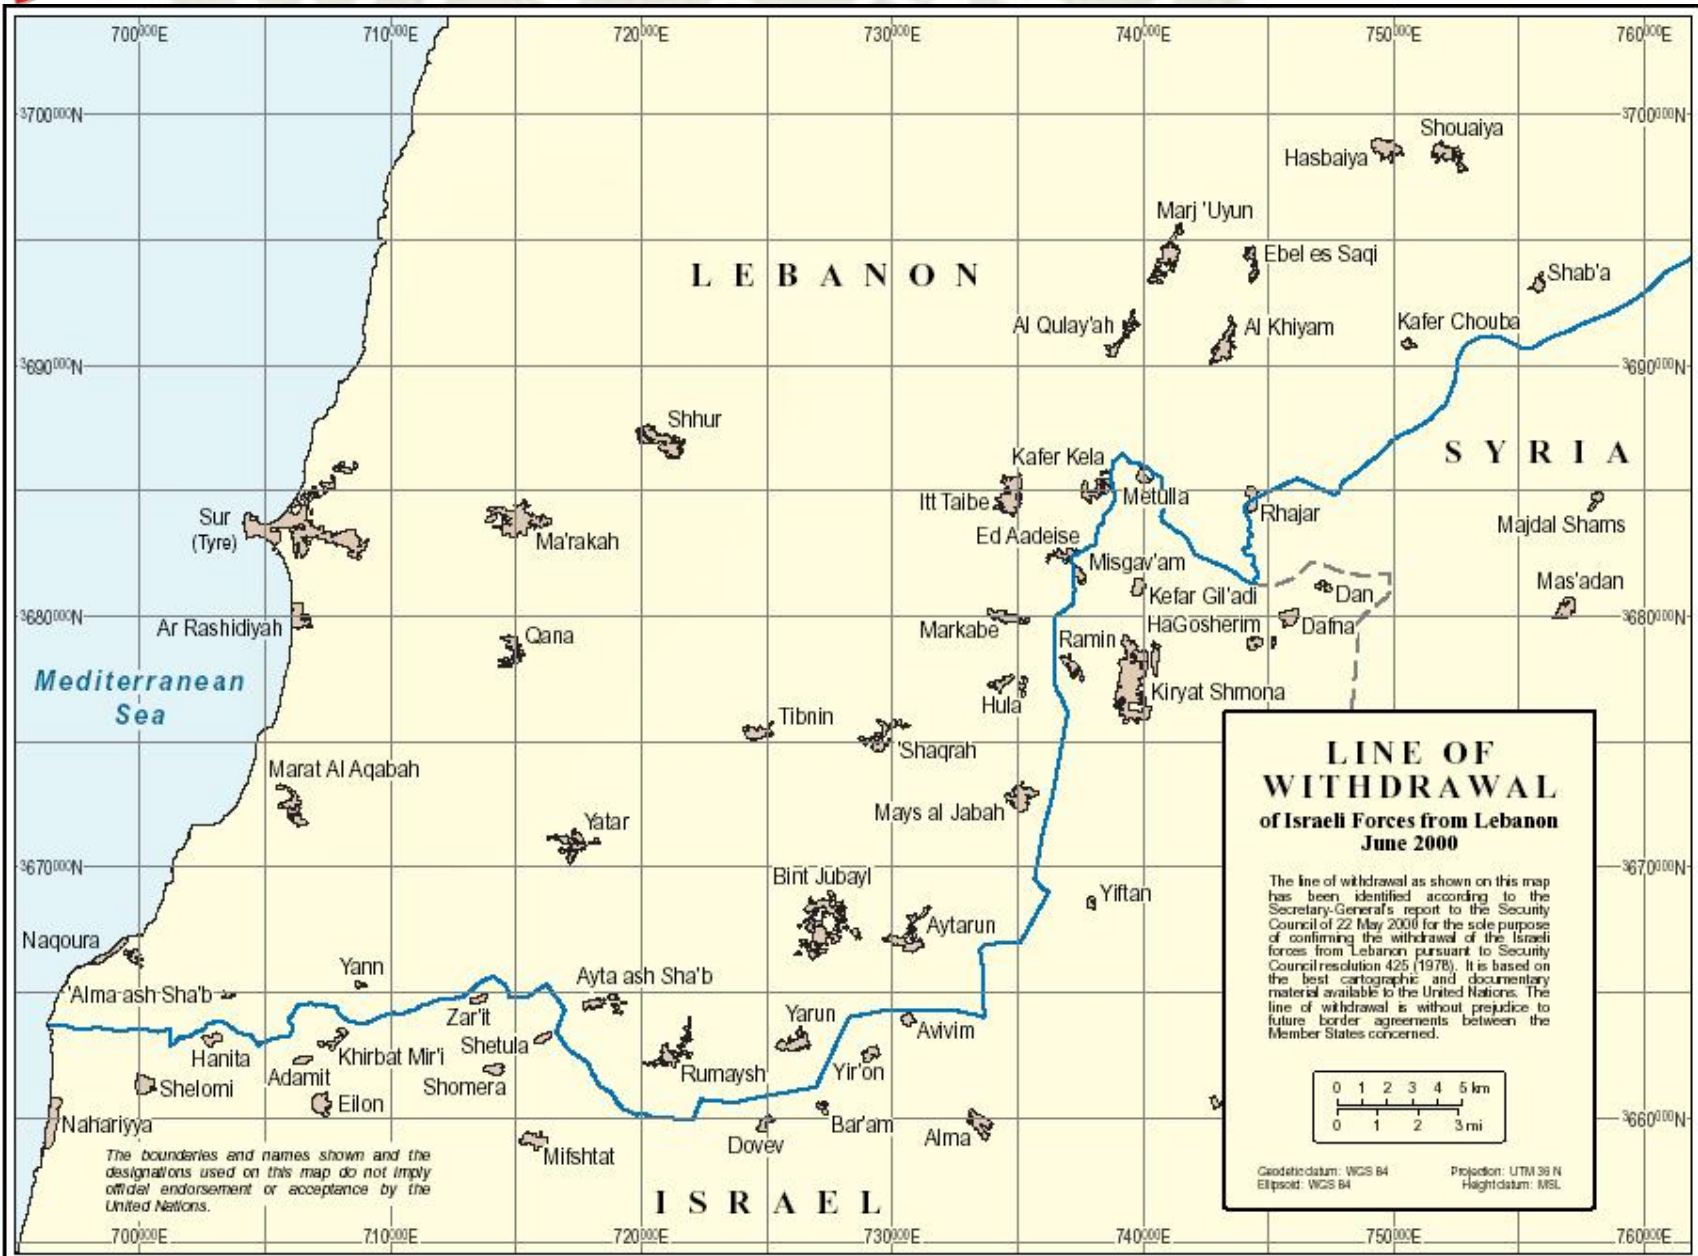 700000E 710000E 720000E 730000E 740000E 750000E 760000E
3700000N 3700000N
Shouaiya
Hasbaiya
Marj 'Uyun
LEBANON
Ebel es Saqi
Shab'a
Al Qulay'ah
Al Khiyam
Kafer Chouba
3690000N 3690000N
Shhur
SYRIA
Kafer Kela
Itt Taibe
Metulla
Rhajar
Majdal Shams
Sur
(Tyre)
Ma'rakah
Ed Aadeise
Misgav'am
Kefar Gil'adi
Dan
Mas'adan
3680000N 3680000N
Ar Rashidiyah
Qana
Markabe
Ramin
HaGosherim
Dafna
Mediterranean
Sea
Hula
Kiryat Shmona
Tibnin
'Shaqrah
Marat Al Aqabah
Mays al Jabah
Yatar
3670000N 3670000N
Bint Jubayl
Yiftan
Aytarun
Naqoura
Yann
'Alma ash Sha'b
Ayta ash Sha'b
Zar'it
Yarun
Avivim
Hanita
Khirbat Mir'i
Shetula
Adamit
Shomera
Rumaysh
Yir'on
Shelomi
Eilon
Nahariyya
Bar'am
Dovev
Alma
3660000N
Mifshtat
The boundaries and names shown and the
designations used on this map do not imply
official endorsement or acceptance by the
United Nations.
ISRAEL
LINE OF
WITHDRAWAL
of Israeli Forces from Lebanon
June 2000
The line of withdrawal as shown on this map
has been identified according to the
Secretary-General's report to the Security
Council of 22 May 2000 for the sole purpose
of confirming the withdrawal of the Israeli
forces from Lebanon pursuant to Security
Council resolution 425 (1978). It is based on
the best cartographic and documentary
material available to the United Nations. The
line of withdrawal is without prejudice to
future border agreements between the
Member States concerned.
0 1 2 3 4 5 km
0 1 2 3 mi
Geodetic datum: WGS 84 Projection: UTM 36 N
Ellipsoid: WGS 84 Height datum: MSL
700000E 710000E 720000E 730000E 740000E 750000E 760000E